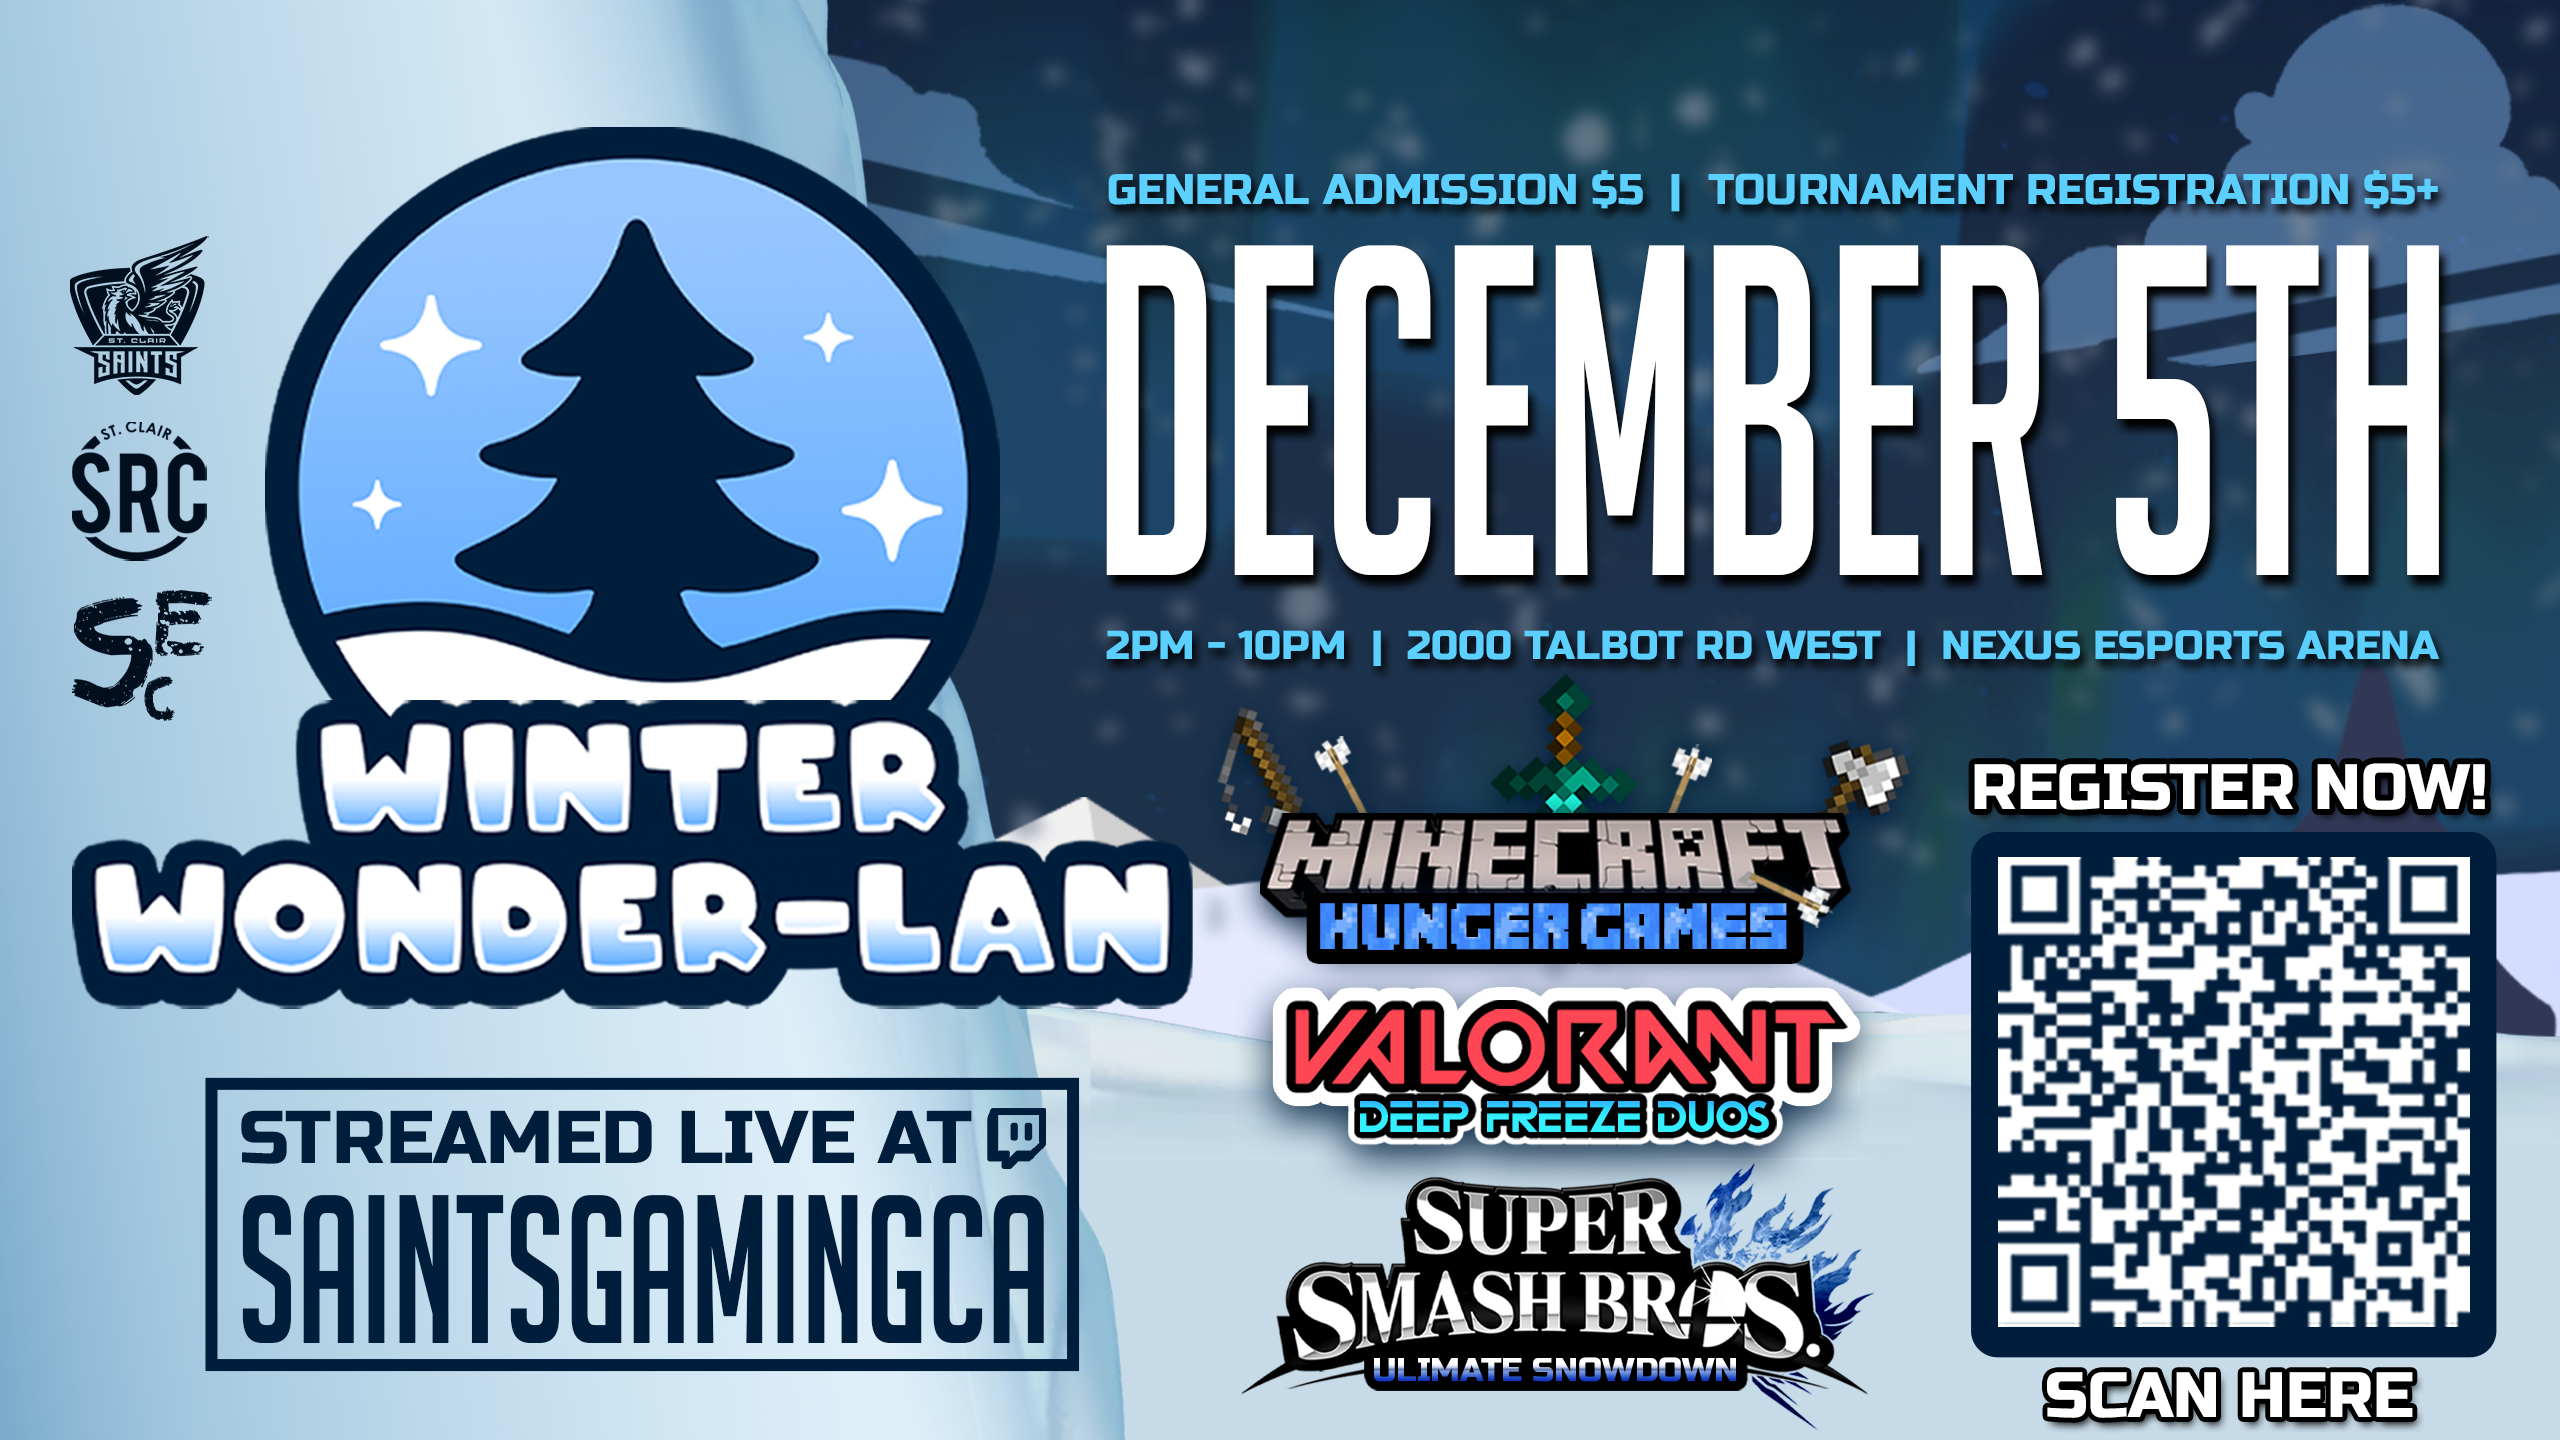 ST. CLAIR
SAINTS
ST. CLAIR
SRC
SEC
WINTER
WONDER-LAN
STREAMED LIVE AT
SAINTSGAMINGCA
GENERAL ADMISSION $5 | TOURNAMENT REGISTRATION $5+
DECEMBER 5TH
2PM - 10PM | 2000 TALBOT RD WEST | NEXUS ESPORTS ARENA
MINECRAFT
HUNGER GAMES
VALORANT
DEEP FREEZE DUOS
SUPER
SMASH BROS.
ULIMATE SNOWDOWN
REGISTER NOW!
SCAN HERE